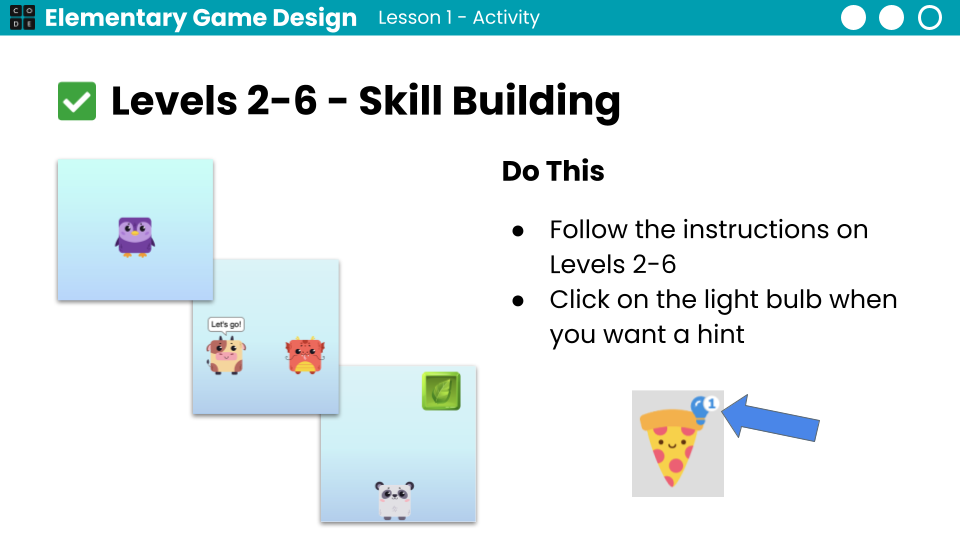 C O
D E
Elementary Game Design
Lesson 1 - Activity
Levels 2-6 - Skill Building
Do This
● Follow the instructions on
Levels 2-6
● Click on the light bulb when
you want a hint
Let's go!
1